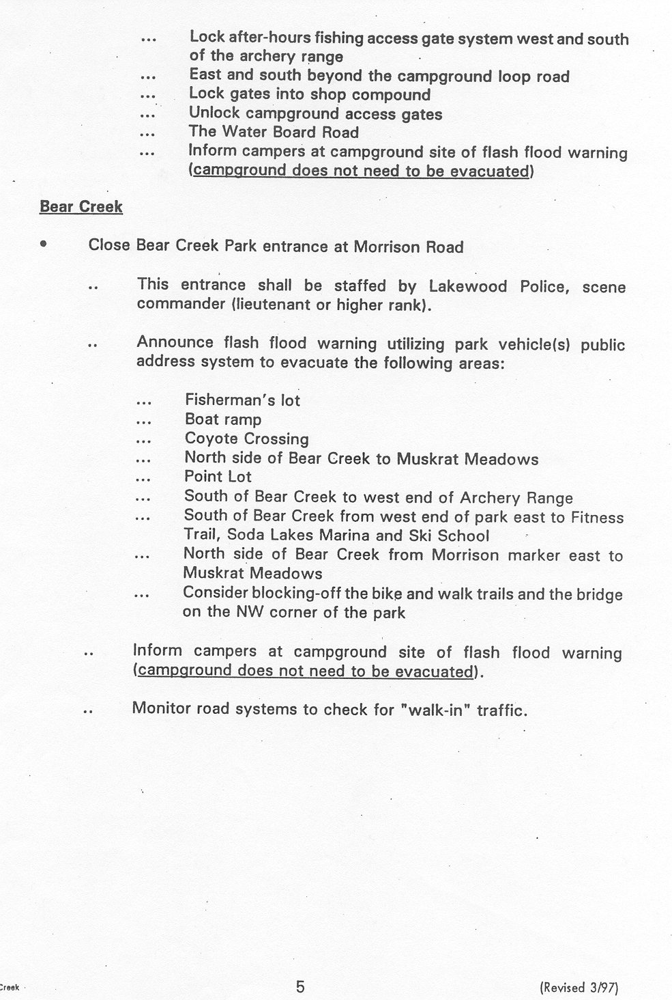 ... Lock after-hours fishing access gate system west and south
of the archery range
... East and south beyond the campground loop road
... Lock gates into shop compound
... Unlock campground access gates
... The Water Board Road
... Inform campers at campground site of flash flood warning
(campground does not need to be evacuated)
Bear Creek
• Close Bear Creek Park entrance at Morrison Road
.. This entrance shall be staffed by Lakewood Police, scene
commander (lieutenant or higher rank).
.. Announce flash flood warning utilizing park vehicle(s) public
address system to evacuate the following areas:
... Fisherman's lot
... Boat ramp
... Coyote Crossing
... North side of Bear Creek to Muskrat Meadows
... Point Lot
... South of Bear Creek to west end of Archery Range
... South of Bear Creek from west end of park east to Fitness
Trail, Soda Lakes Marina and Ski School
... North side of Bear Creek from Morrison marker east to
Muskrat Meadows
... Consider blocking-off the bike and walk trails and the bridge
on the NW corner of the park
.. Inform campers at campground site of flash flood warning
(campground does not need to be evacuated).
.. Monitor road systems to check for "walk-in" traffic.
Creek 5 (Revised 3/97)